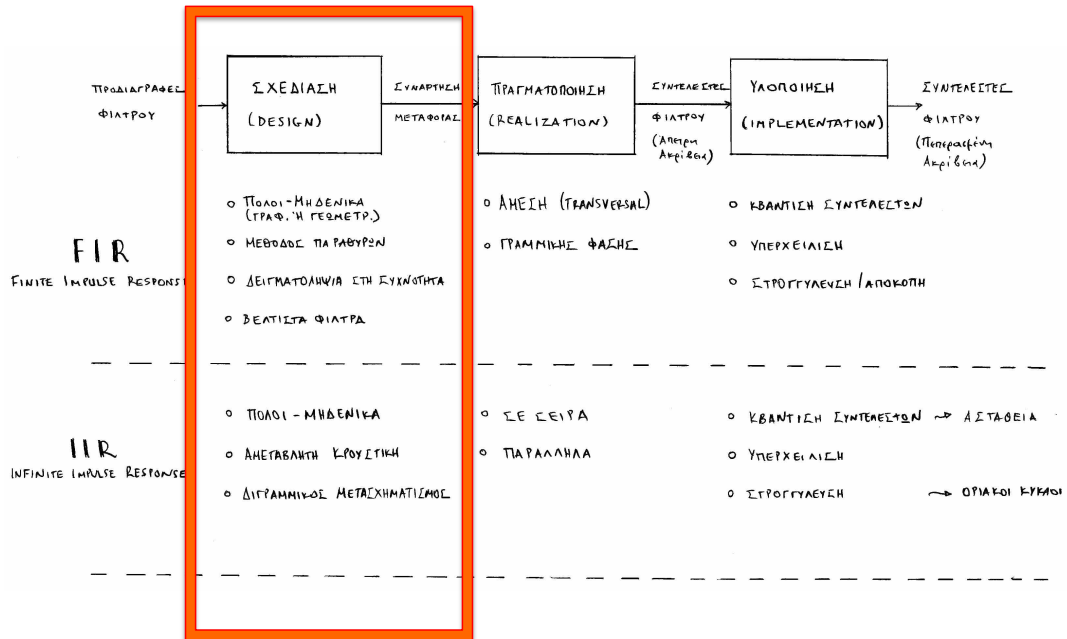 ΠΡΟΔΙΑΓΡΑΦΕΣ
ΦΙΛΤΡΟΥ
ΣΧΕΔΙΑΣΗ
(DESIGN)
ΣΥΝΑΡΤΗΣΗ
ΜΕΤΑΦΟΡΑΣ
ΠΡΑΓΜΑΤΟΠΟΙΗΣΗ
(REALIZATION)
ΣΥΝΤΕΛΕΣΤΕΣ
ΦΙΛΤΡΟΥ
(Άπειρη
Ακρίβεια)
ΥΛΟΠΟΙΗΣΗ
(IMPLEMENTATION)
ΣΥΝΤΕΛΕΣΤΕΣ
ΦΙΛΤΡΟΥ
(Πεπερασμένη
Ακρίβεια)
FIR
FINITE IMPULSE RESPONS
ΠΟΛΟΙ-ΜΗΔΕΝΙΚΑ
(ΓΡΑΦ. Ή ΓΕΩΜΕΤΡ.)
ΜΕΘΟΔΟΣ ΠΑΡΑΘΥΡΩΝ
ΔΕΙΓΜΑΤΟΛΗΨΙΑ ΣΤΗ ΣΥΧΝΟΤΗΤΑ
ΒΕΛΤΙΣΤΑ ΦΙΛΤΡΑ
ΑΜΕΣΗ (TRANSVERSAL)
ΓΡΑΜΜΙΚΗΣ ΦΑΣΗΣ
ΚΒΑΝΤΙΣΗ ΣΥΝΤΕΛΕΣΤΩΝ
ΥΠΕΡΧΕΙΛΙΣΗ
ΣΤΡΟΓΓΥΛΕΥΣΗ / ΑΠΟΚΟΠΗ
IIR
INFINITE IMPULSE RESPONSE
ΠΟΛΟΙ - ΜΗΔΕΝΙΚΑ
ΑΜΕΤΑΒΛΗΤΗ ΚΡΟΥΣΤΙΚΗ
ΔΙΓΡΑΜΜΙΚΟΣ ΜΕΤΑΣΧΗΜΑΤΙΣΜΟΣ
ΣΕ ΣΕΙΡΑ
ΠΑΡΑΛΛΗΛΑ
ΚΒΑΝΤΙΣΗ ΣΥΝΤΕΛΕΣΤΩΝ → ΑΣΤΑΘΕΙΑ
ΥΠΕΡΧΕΙΛΙΣΗ
ΣΤΡΟΓΓΥΛΕΥΣΗ → ΟΡΙΑΚΟΙ ΚΥΚΛΟΙ